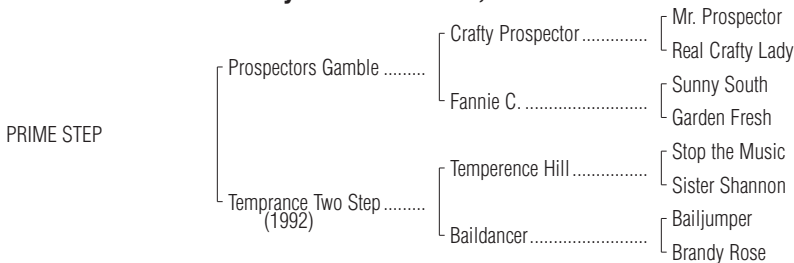 Mr. Prospector
Crafty Prospector
Real Crafty Lady
Prospectors Gamble
Sunny South
Fannie C.
Garden Fresh
PRIME STEP
Stop the Music
Temperence Hill
Sister Shannon
Temprance Two Step
(1992)
Bailjumper
Baildancer
Brandy Rose